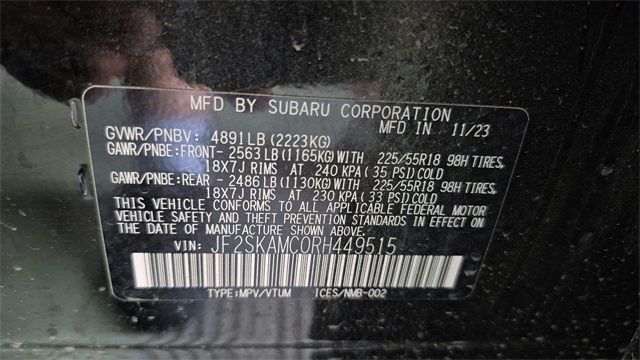 MFD BY SUBARU CORPORATION
MFD IN 11/23
GVWR/PNBV: 4891LB (2223KG)
GAWR/PNBE:FRONT- 2563LB (1165KG) WITH 225/55R18 98H TIRES,
18X7J RIMS AT 240 KPA (35 PSI) COLD
GAWR/PNBE:REAR - 2486LB (1130KG) WITH 225/55R18 98H TIRES,
18X7J RIMS AT 230 KPA (33 PSI) COLD
THIS VEHICLE CONFORMS TO ALL APPLICABLE FEDERAL MOTOR
VEHICLE SAFETY AND THEFT PREVENTION STANDARDS IN EFFECT ON
THE DATE OF MANUFACTURE SHOWN ABOVE.
VIN: JF2SKAMC0RH449515
TYPE:MPV/VTUM ICES/NMB-002